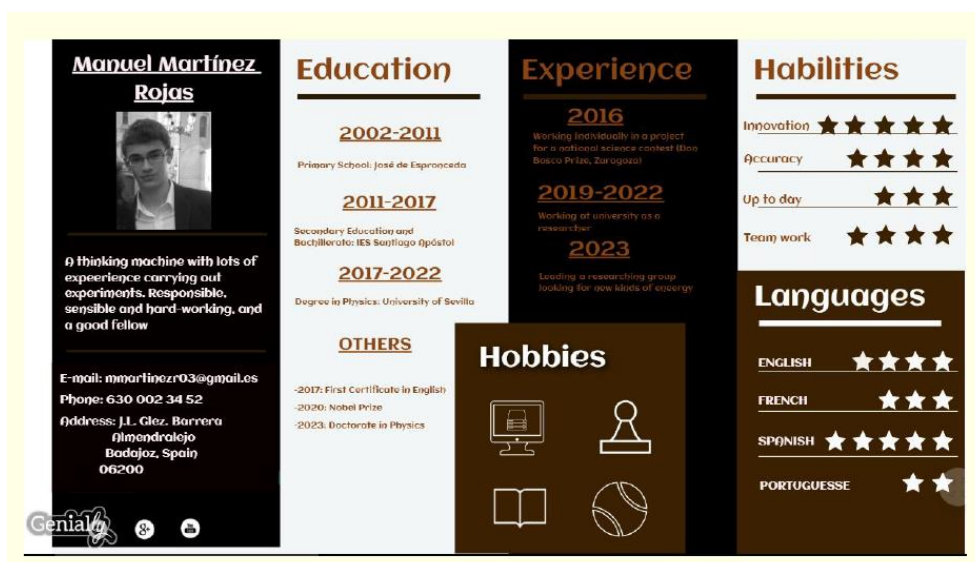 Manuel Martínez
Rojas
A thinking machine with lots of
expeerience carrying out
experiments. Responsible,
sensible and hard-working, and
a good fellow
E-mail: mmartinezr03@gmail.es
Phone: 630 002 34 52
Address: J.L. Glez. Barrera
Almendralejo
Badajoz, Spain
06200
Genially
Education
2002-2011
Primary School: José de Espronceda
2011-2017
Secondary Education and
Bachillerato: IES Santiago Apóstol
2017-2022
Degree in Physics: University of Sevilla
OTHERS
-2017: First Certificate in English
-2020: Nobel Prize
-2023: Doctorate in Physics
Experience
2016
Working individually in a project
for a national science contest (Don
Bosco Prize, Zaragoza)
2019-2022
Working at university as a
researcher
2023
Leading a researching group
looking for new kinds of eneergy
Hobbies
Habilities
Innovation
Accuracy
Up to day
Team work
Languages
ENGLISH
FRENCH
SPANISH
PORTUGUESSE